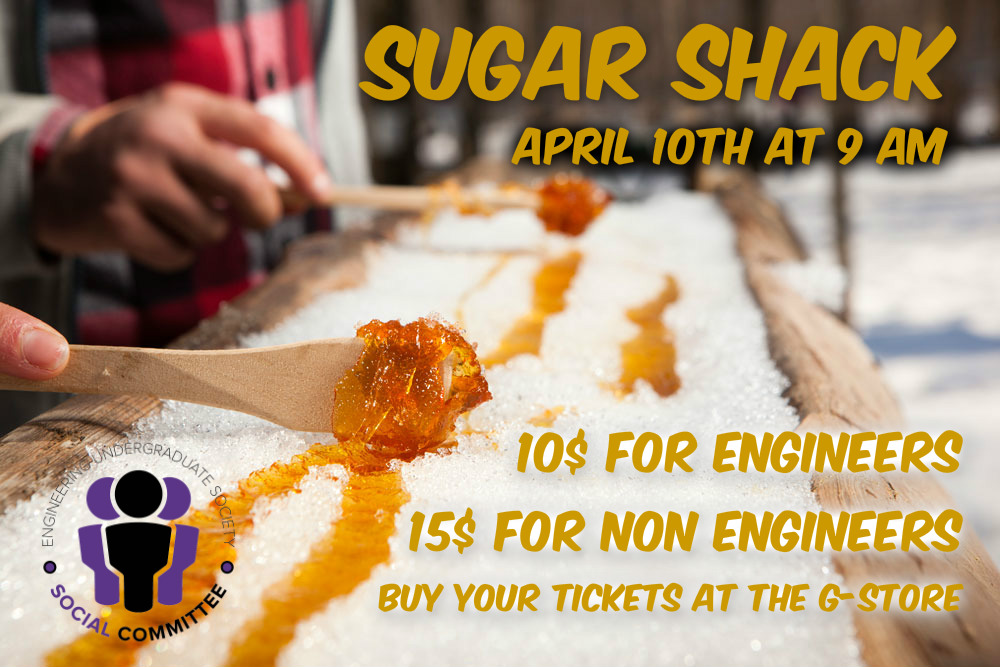 SUGAR SHACK
APRIL 10TH AT 9 AM
10$ FOR ENGINEERS
15$ FOR NON ENGINEERS
BUY YOUR TICKETS AT THE G-STORE
ENGINEERING UNDERGRADUATE SOCIETY
SOCIAL COMMITTEE